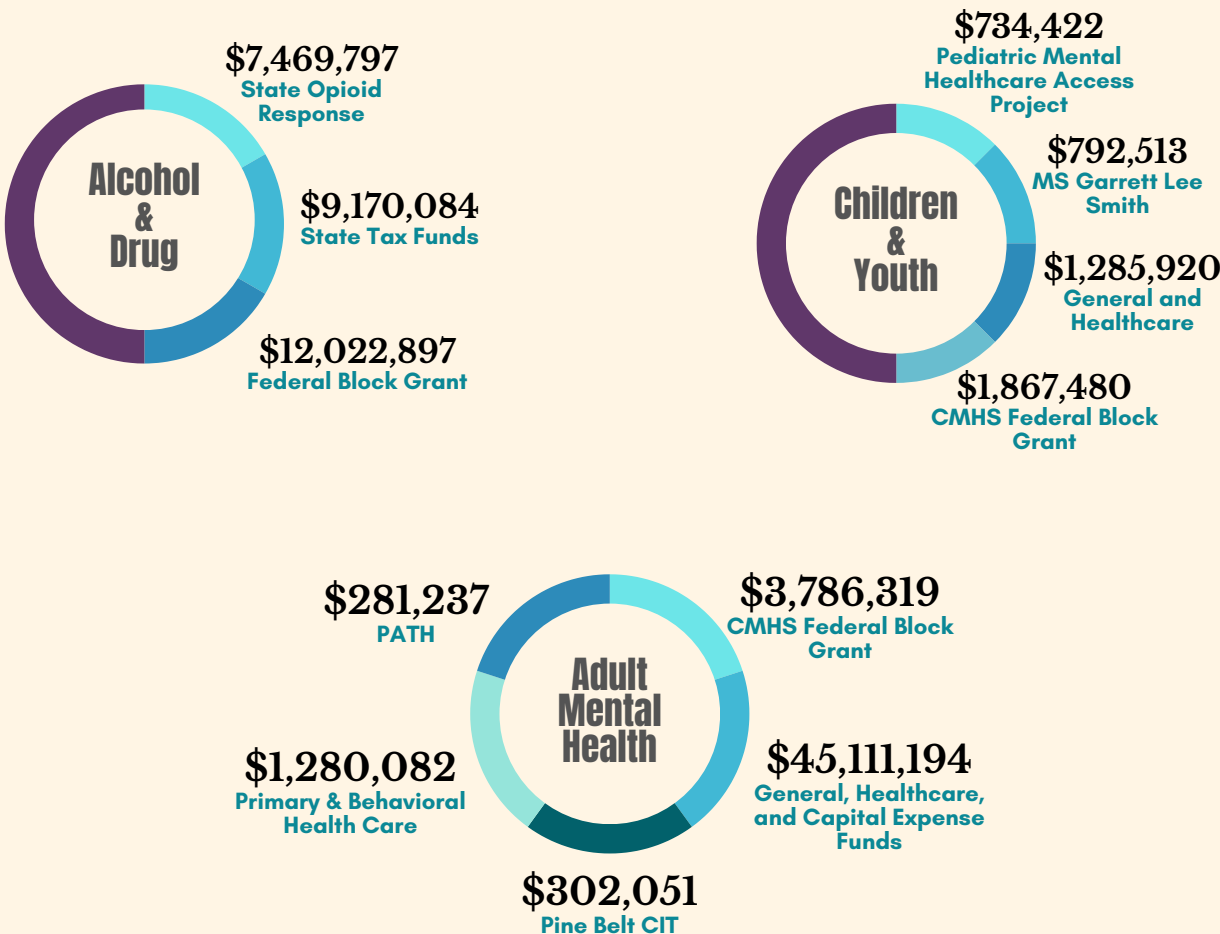 Alcohol
&
Drug
$7,469,797
State Opioid
Response
$9,170,084
State Tax Funds
$12,022,897
Federal Block Grant
Children
&
Youth
$734,422
Pediatric Mental
Healthcare Access
Project
$792,513
MS Garrett Lee
Smith
$1,285,920
General and
Healthcare
$1,867,480
CMHS Federal Block
Grant
Adult
Mental
Health
$3,786,319
CMHS Federal Block
Grant
$45,111,194
General, Healthcare,
and Capital Expense
Funds
$302,051
Pine Belt CIT
$1,280,082
Primary & Behavioral
Health Care
$281,237
PATH